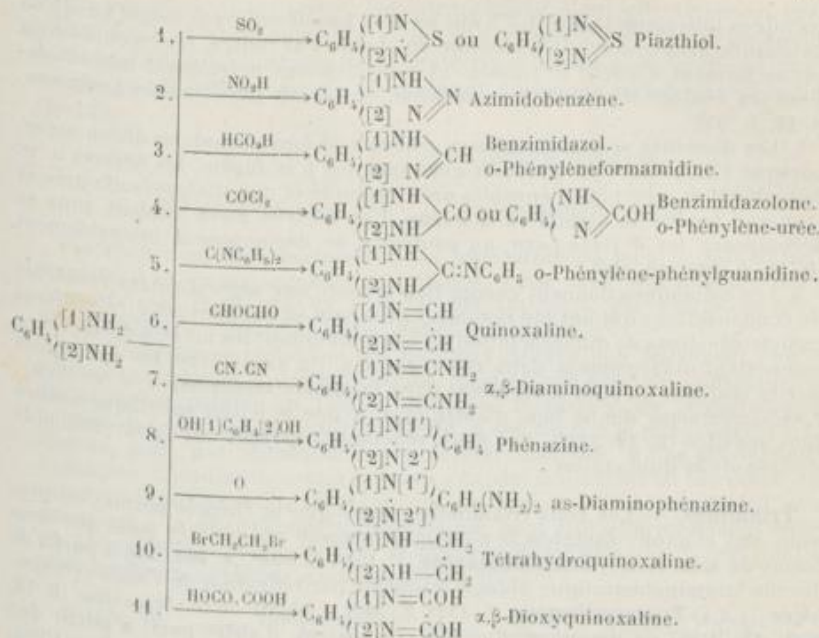 SO₂
1. → C₆H₄ ([1]N / [2]N) S ou C₆H₄ ([1]N / [2]N) S Piazthiol.
NO₂H
2. → C₆H₄ ([1]NH / [2] N) N Azimidobenzène.
HCO₂H
3. → C₆H₄ ([1]NH / [2] N) CH Benzimidazol.
o-Phényléneformamidine.
COCl₂
4. → C₆H₄ ([1]NH / [2]NH) CO ou C₆H₄ (NH / N) COH Benzimidazolone.
o-Phénylène-urée.
C(NC₆H₅)₂
5. → C₆H₄ ([1]NH / [2]NH) C:NC₆H₅ o-Phénylène-phénylguanidine.
C₆H₄ ([1]NH₂ / [2]NH₂)
CHOCHO
6. → C₆H₄ ([1]N=CH / [2]N=CH) Quinoxaline.
CN.CN
7. → C₆H₄ ([1]N=CNH₂ / [2]N=CNH₂) α,β-Diaminoquinoxaline.
OH[1]C₆H₄[2]OH
8. → C₆H₄ ([1]N[1'] / [2]N[2']) C₆H₄ Phénazine.
O
9. → C₆H₄ ([1]N[1'] / [2]N[2']) C₆H₂(NH₂)₂ as-Diaminophénazine.
BrCH₂CH₂Br
10. → C₆H₄ ([1]NH—CH₂ / [2]NH—CH₂) Tétrahydroquinoxaline.
HOCO.COOH
11. → C₆H₄ ([1]N=COH / [2]N=COH) α,β-Dioxyquinoxaline.